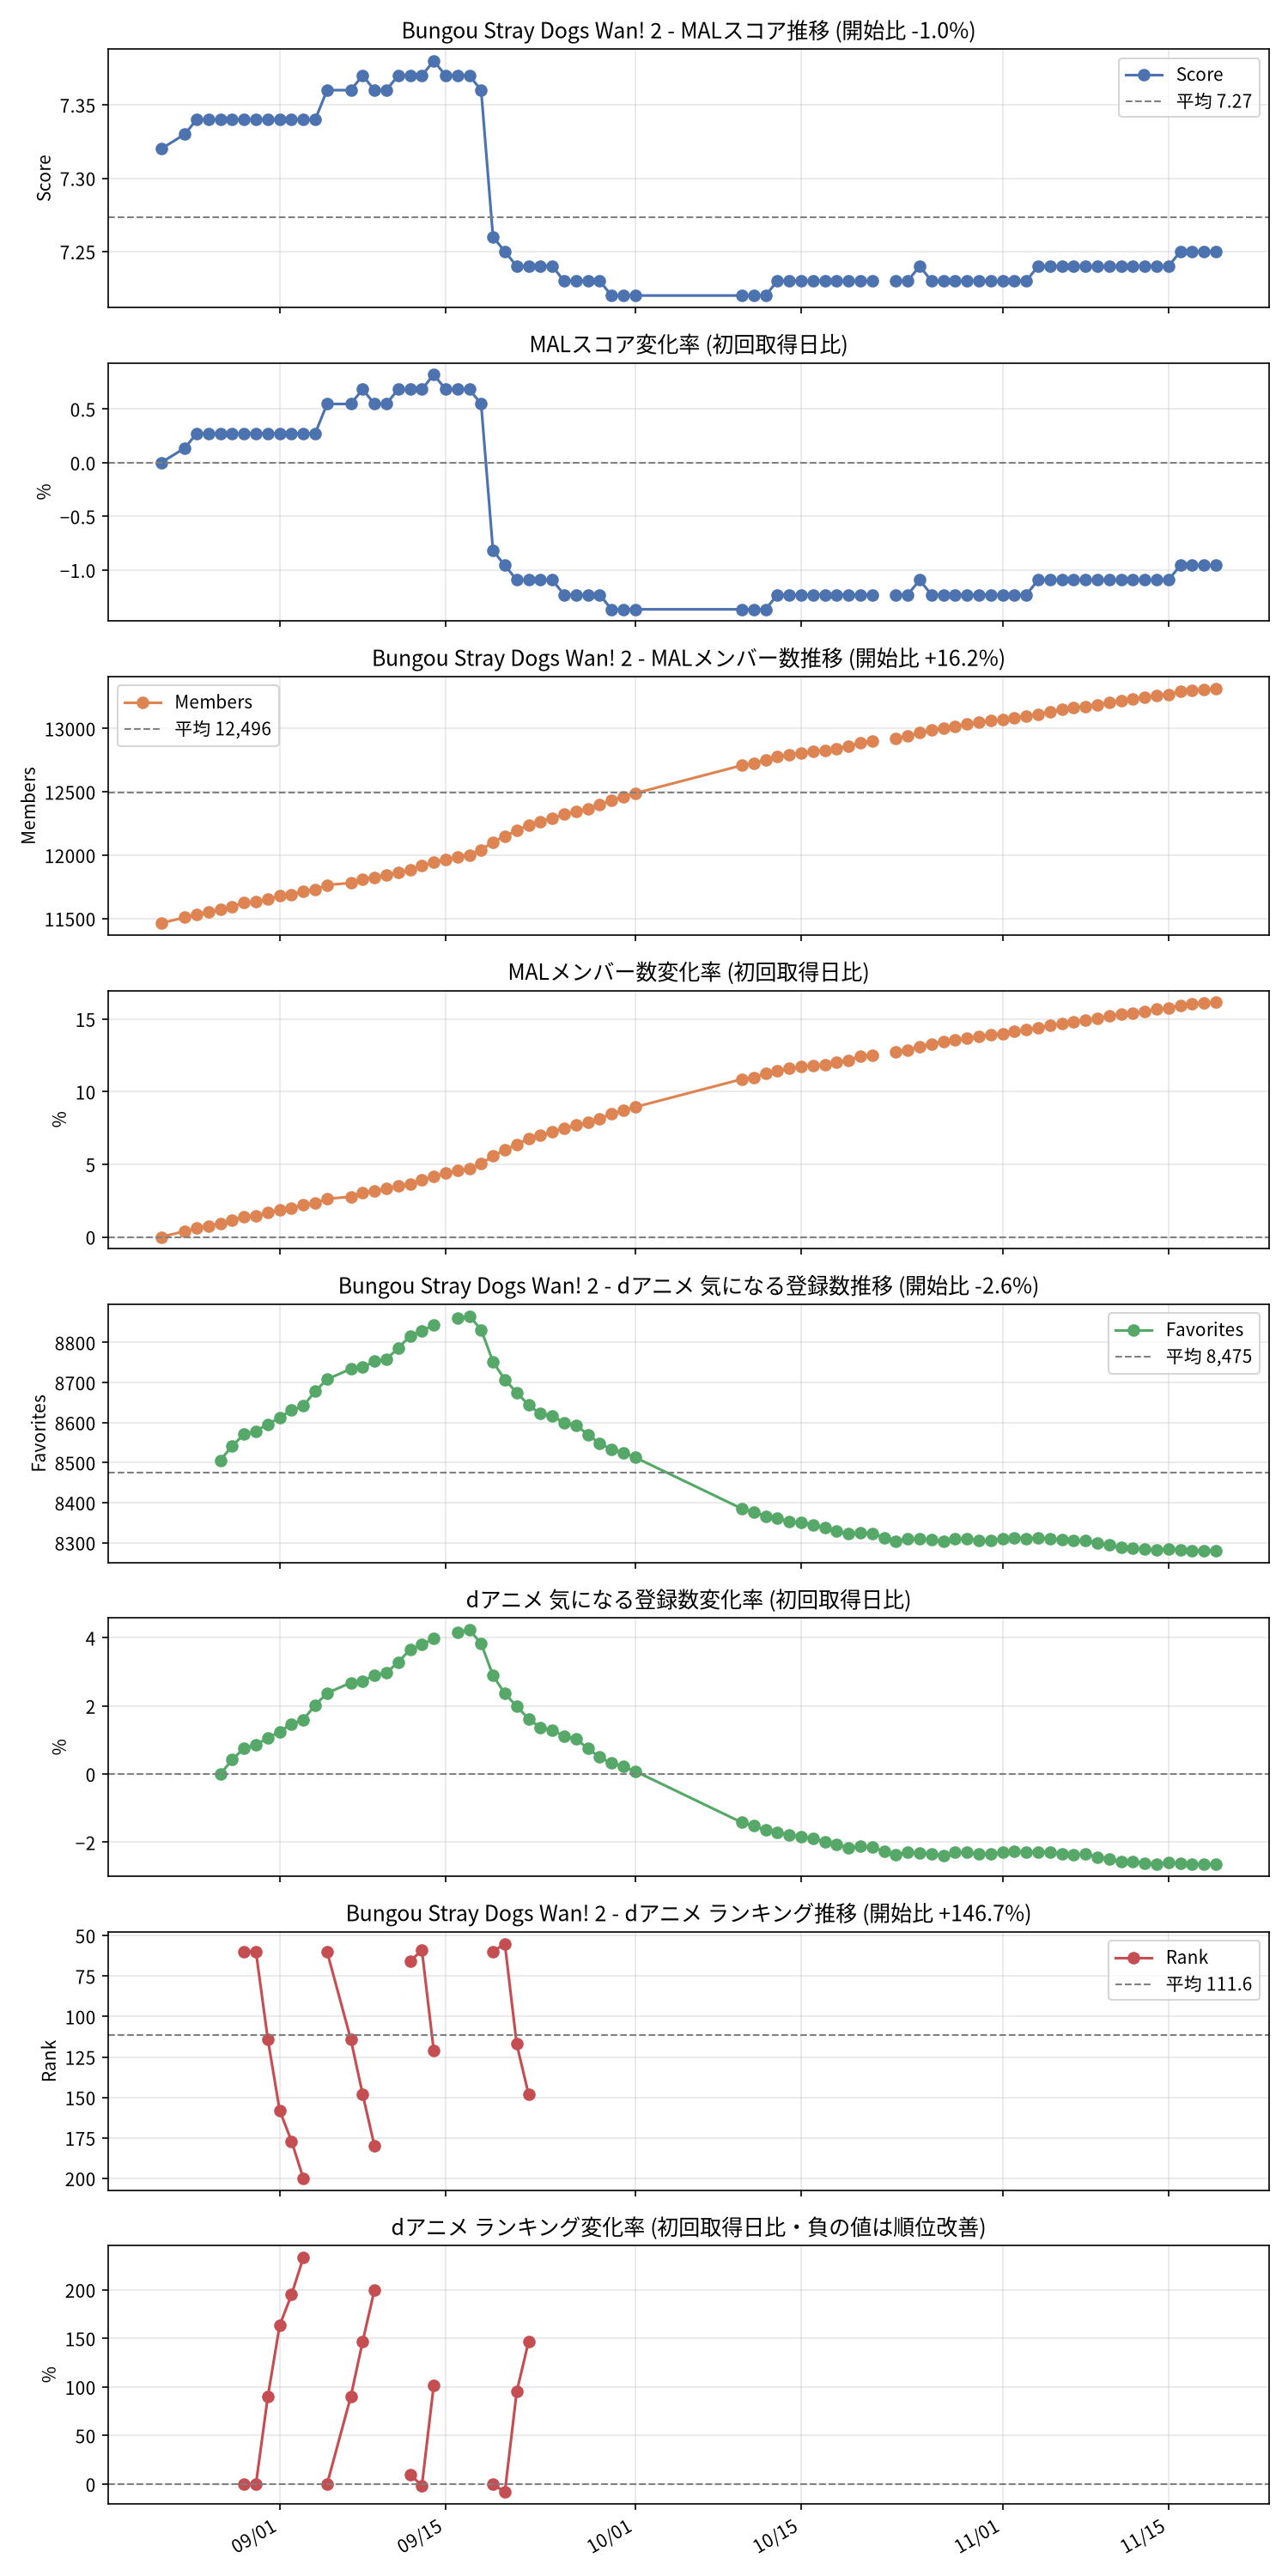 Bungou Stray Dogs Wan! 2 - MALスコア推移 (開始比 -1.0%)
Score
平均 7.27
7.35
7.30
7.25
Score
MALスコア変化率 (初回取得日比)
0.5
0.0
−0.5
−1.0
%
Bungou Stray Dogs Wan! 2 - MALメンバー数推移 (開始比 +16.2%)
Members
平均 12,496
13000
12500
12000
11500
Members
MALメンバー数変化率 (初回取得日比)
15
10
5
0
%
Bungou Stray Dogs Wan! 2 - dアニメ 気になる登録数推移 (開始比 -2.6%)
Favorites
平均 8,475
8800
8700
8600
8500
8400
8300
Favorites
dアニメ 気になる登録数変化率 (初回取得日比)
4
2
0
−2
%
Bungou Stray Dogs Wan! 2 - dアニメ ランキング推移 (開始比 +146.7%)
Rank
平均 111.6
50
75
100
125
150
175
200
Rank
dアニメ ランキング変化率 (初回取得日比・負の値は順位改善)
200
150
100
50
0
%
09/01
09/15
10/01
10/15
11/01
11/15